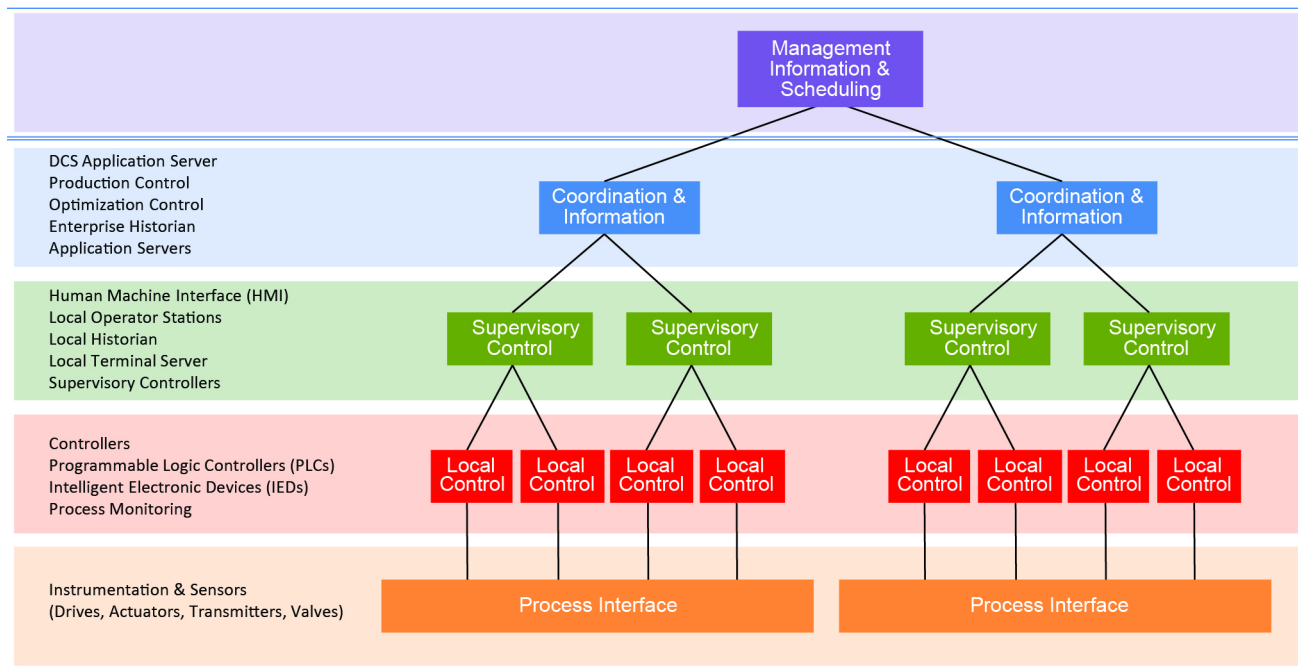 Management
Information &
Scheduling
DCS Application Server
Production Control
Optimization Control
Enterprise Historian
Application Servers
Coordination &
Information
Coordination &
Information
Human Machine Interface (HMI)
Local Operator Stations
Local Historian
Local Terminal Server
Supervisory Controllers
Supervisory
Control
Supervisory
Control
Supervisory
Control
Supervisory
Control
Controllers
Programmable Logic Controllers (PLCs)
Intelligent Electronic Devices (IEDs)
Process Monitoring
Local
Control
Local
Control
Local
Control
Local
Control
Local
Control
Local
Control
Local
Control
Local
Control
Instrumentation & Sensors
(Drives, Actuators, Transmitters, Valves)
Process Interface
Process Interface